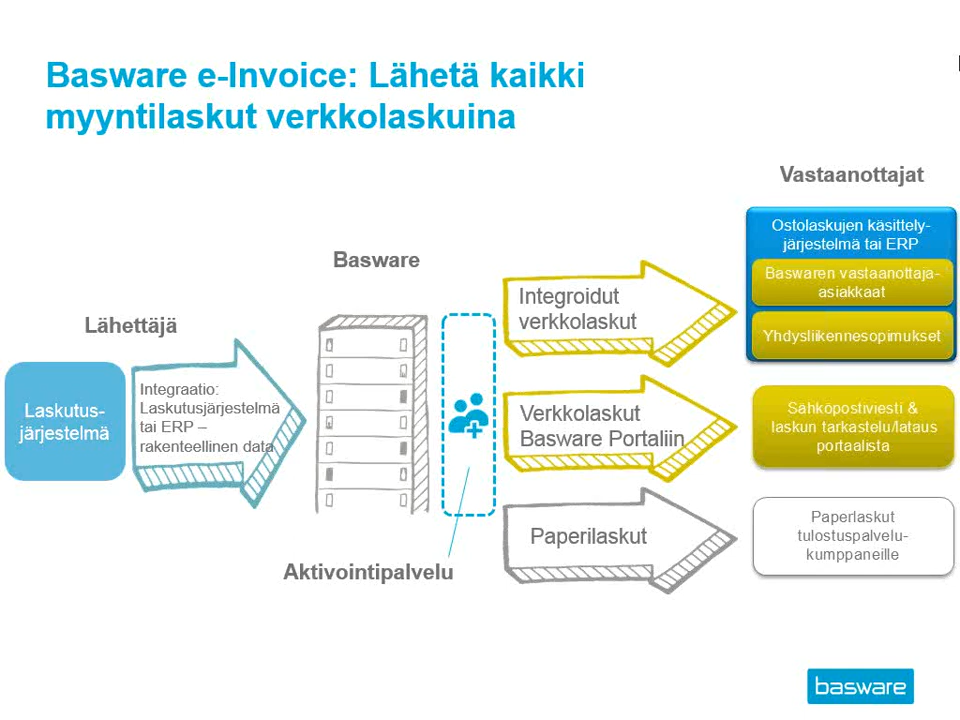 Basware e-Invoice: Lähetä kaikki
myyntilaskut verkkolaskuina
Lähettäjä
Laskutus-
järjestelmä
Integraatio:
Laskutusjärjestelmä
tai ERP –
rakenteellinen data
Basware
Aktivointipalvelu
Integroidut
verkkolaskut
Verkkolaskut
Basware Portaliin
Paperilaskut
Vastaanottajat
Ostolaskujen käsittely-
järjestelmä tai ERP
Baswaren vastaanottaja-
asiakkaat
Yhdysliikennesopimukset
Sähköpostiviesti &
laskun tarkastelu/lataus
portaalista
Paperlaskut
tulostuspalvelu-
kumppaneille
basware